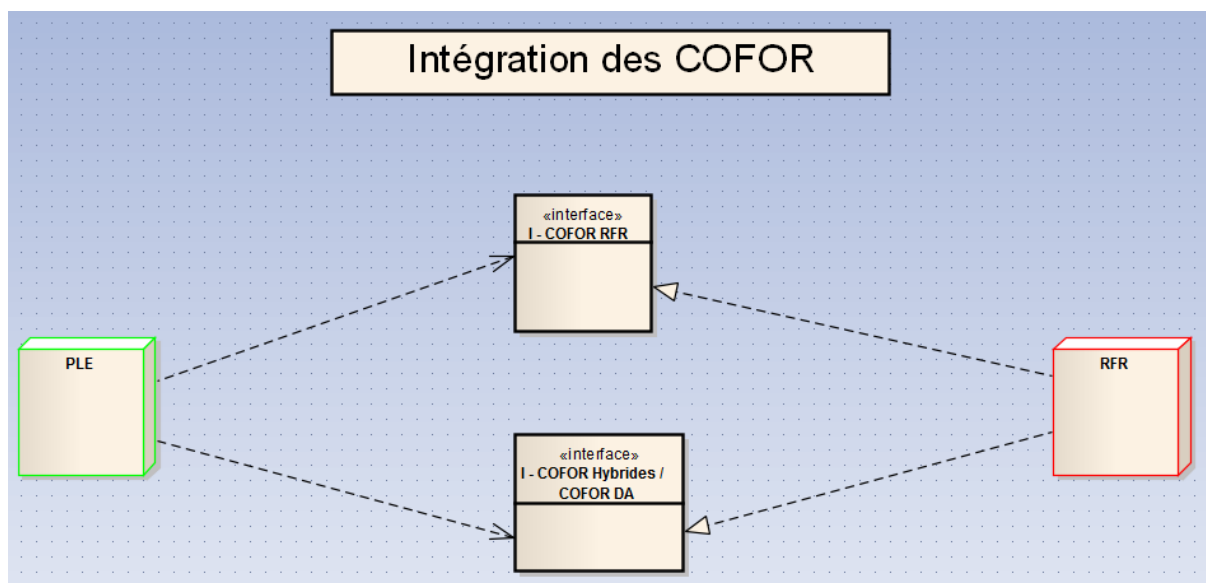 Intégration des COFOR
«interface»
I - COFOR RFR
PLE
RFR
«interface»
I - COFOR Hybrides /
COFOR DA